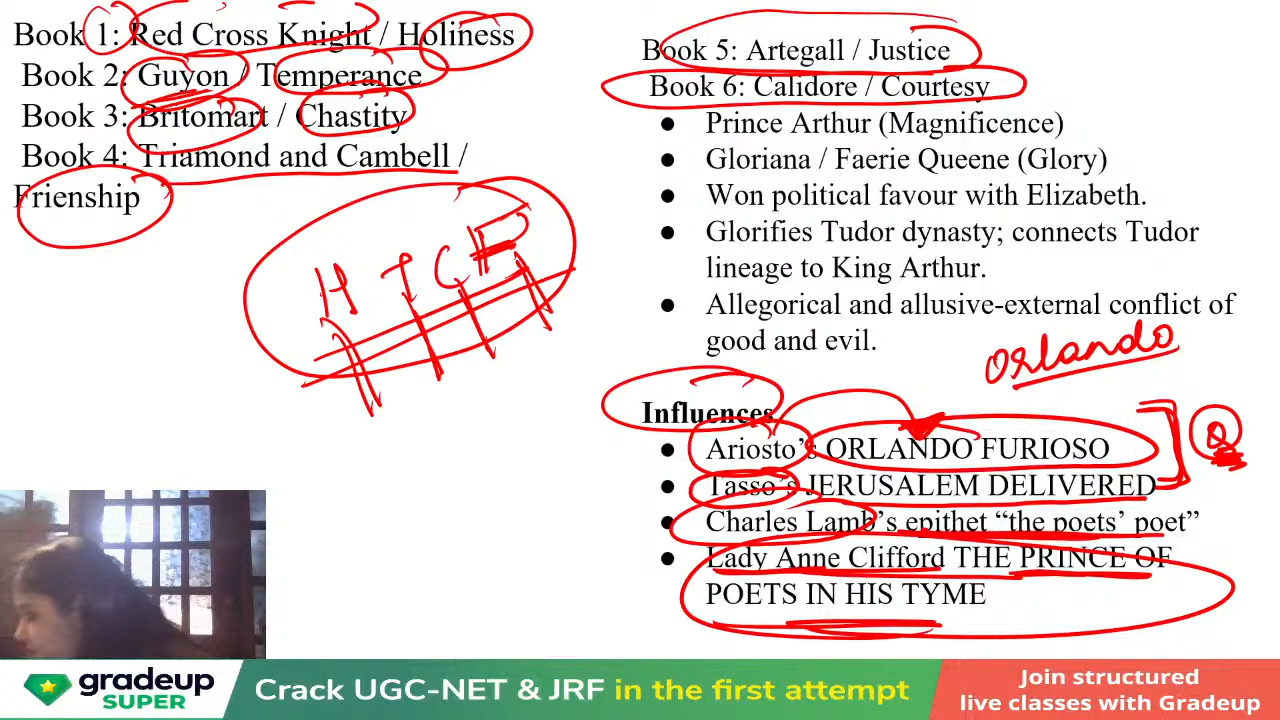 Book 1: Red Cross Knight / Holiness
Book 2: Guyon / Temperance
Book 3: Britomart / Chastity
Book 4: Triamond and Cambell /
Frienship
H T C F
Book 5: Artegall / Justice
Book 6: Calidore / Courtesy
● Prince Arthur (Magnificence)
● Gloriana / Faerie Queene (Glory)
● Won political favour with Elizabeth.
● Glorifies Tudor dynasty; connects Tudor
lineage to King Arthur.
● Allegorical and allusive-external conflict of
good and evil.
Orlando
Influences
● Ariosto's ORLANDO FURIOSO
● Tasso's JERUSALEM DELIVERED
Q
● Charles Lamb's epithet “the poets' poet”
● Lady Anne Clifford THE PRINCE OF
POETS IN HIS TYME
gradeup
SUPER
Crack UGC-NET & JRF in the first attempt
Join structured
live classes with Gradeup